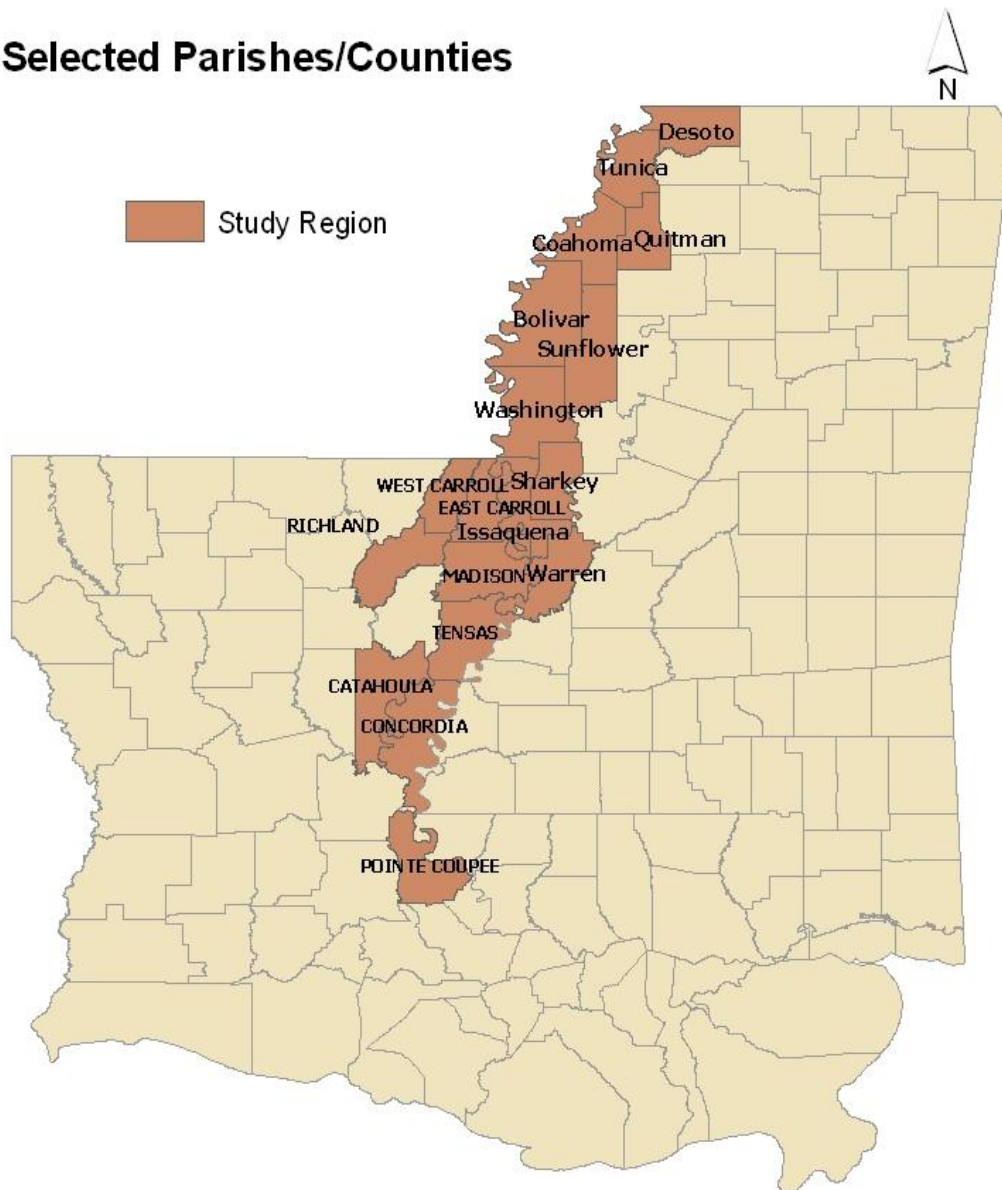 Selected Parishes/Counties
N
Desoto
Tunica
Study Region
Coahoma
Quitman
Bolivar
Sunflower
Washington
WEST CARROLL
Sharkey
EAST CARROLL
RICHLAND
Issaquena
MADISON
Warren
TENSAS
CATAHOULA
CONCORDIA
POINTE COUPEE